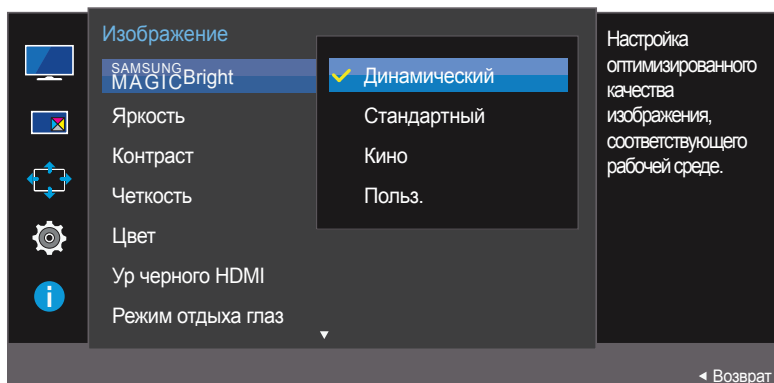 Изображение
SAMSUNG
MAGICBright
Яркость
Контраст
Четкость
Цвет
Ур черного HDMI
Режим отдыха глаз
Динамический
Стандартный
Кино
Польз.
Настройка
оптимизированного
качества
изображения,
соответствующего
рабочей среде.
Возврат